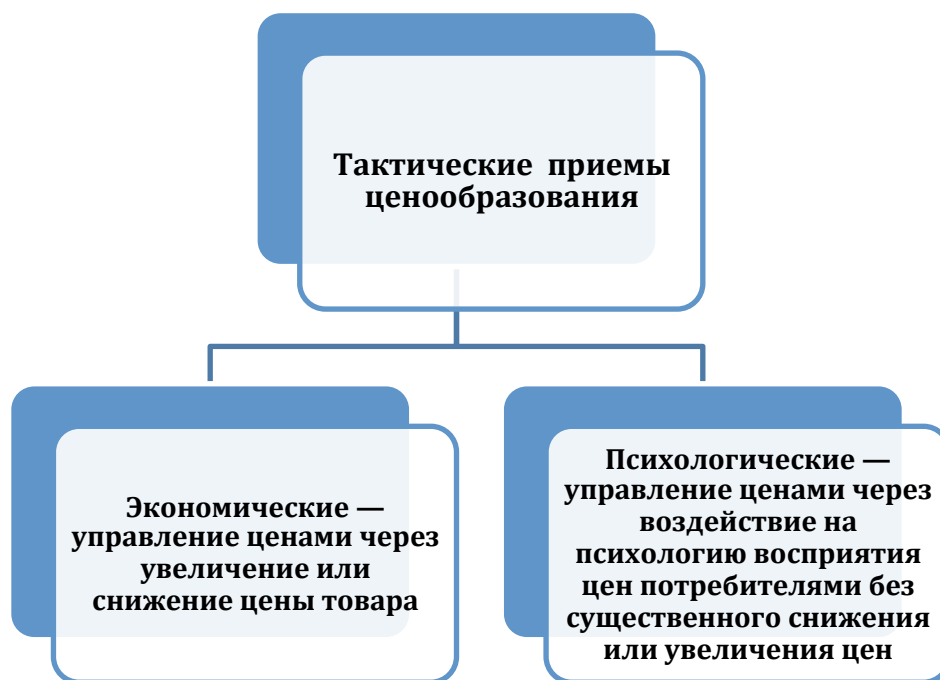 Тактические приемы
ценообразования
Экономические —
управление ценами через
увеличение или
снижение цены товара
Психологические —
управление ценами через
воздействие на
психологию восприятия
цен потребителями без
существенного снижения
или увеличения цен